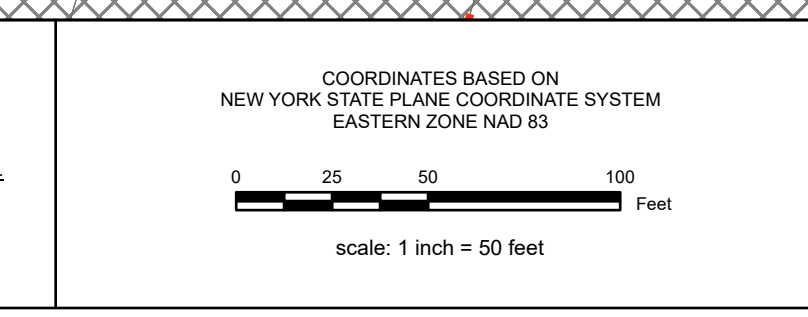 COORDINATES BASED ON
NEW YORK STATE PLANE COORDINATE SYSTEM
EASTERN ZONE NAD 83
0 25 50 100
Feet
scale: 1 inch = 50 feet